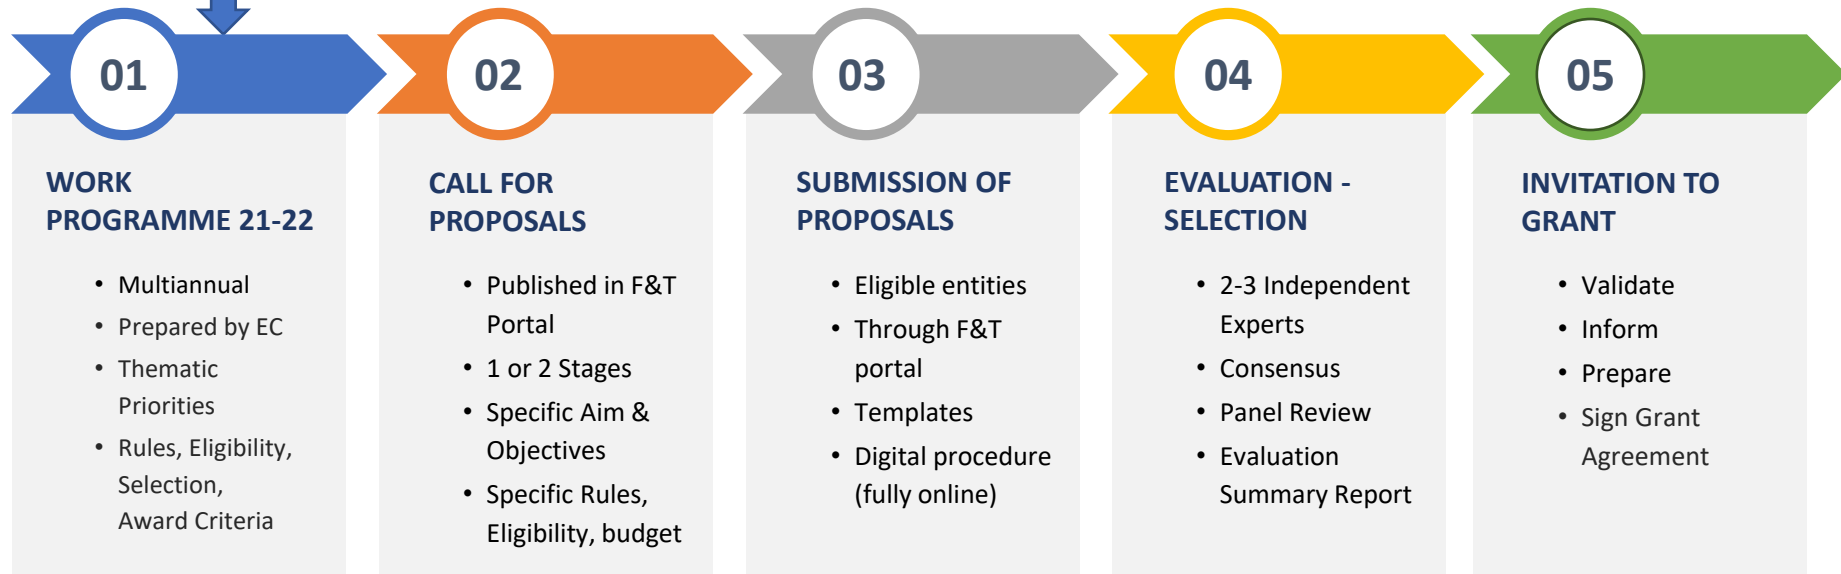 01
WORK
PROGRAMME 21-22
• Multiannual
• Prepared by EC
• Thematic
Priorities
• Rules, Eligibility,
Selection,
Award Criteria
02
CALL FOR
PROPOSALS
• Published in F&T
Portal
• 1 or 2 Stages
• Specific Aim &
Objectives
• Specific Rules,
Eligibility, budget
03
SUBMISSION OF
PROPOSALS
• Eligible entities
• Through F&T
portal
• Templates
• Digital procedure
(fully online)
04
EVALUATION -
SELECTION
• 2-3 Independent
Experts
• Consensus
• Panel Review
• Evaluation
Summary Report
05
INVITATION TO
GRANT
• Validate
• Inform
• Prepare
• Sign Grant
Agreement